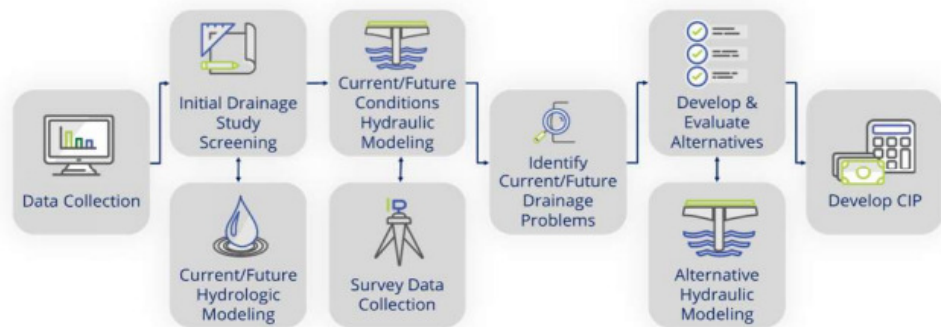 Data Collection
Initial Drainage
Study
Screening
Current/Future
Hydrologic
Modeling
Current/Future
Conditions
Hydraulic
Modeling
Survey Data
Collection
Identify
Current/Future
Drainage
Problems
Develop &
Evaluate
Alternatives
Alternative
Hydraulic
Modeling
Develop CIP